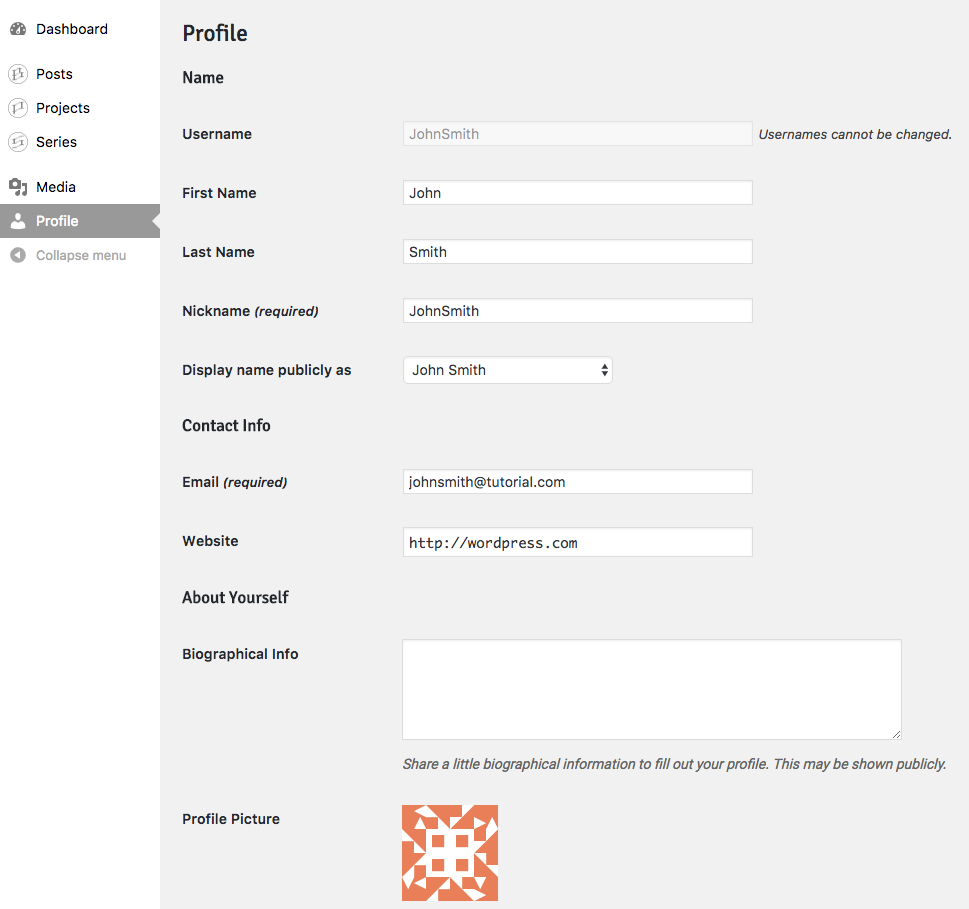 Dashboard
Posts
Projects
Series
Media
Profile
Collapse menu
Profile
Name
Username JohnSmith Usernames cannot be changed.
First Name John
Last Name Smith
Nickname (required) JohnSmith
Display name publicly as John Smith
Contact Info
Email (required) johnsmith@tutorial.com
Website http://wordpress.com
About Yourself
Biographical Info
Share a little biographical information to fill out your profile. This may be shown publicly.
Profile Picture